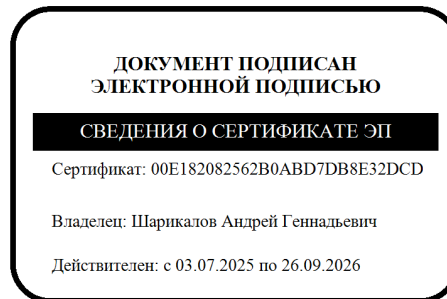 ДОКУМЕНТ ПОДПИСАН
ЭЛЕКТРОННОЙ ПОДПИСЬЮ
СВЕДЕНИЯ О СЕРТИФИКАТЕ ЭП
Сертификат: 00E182082562B0ABD7DB8E32DCD
Владелец: Шарикалов Андрей Геннадьевич
Действителен: с 03.07.2025 по 26.09.2026